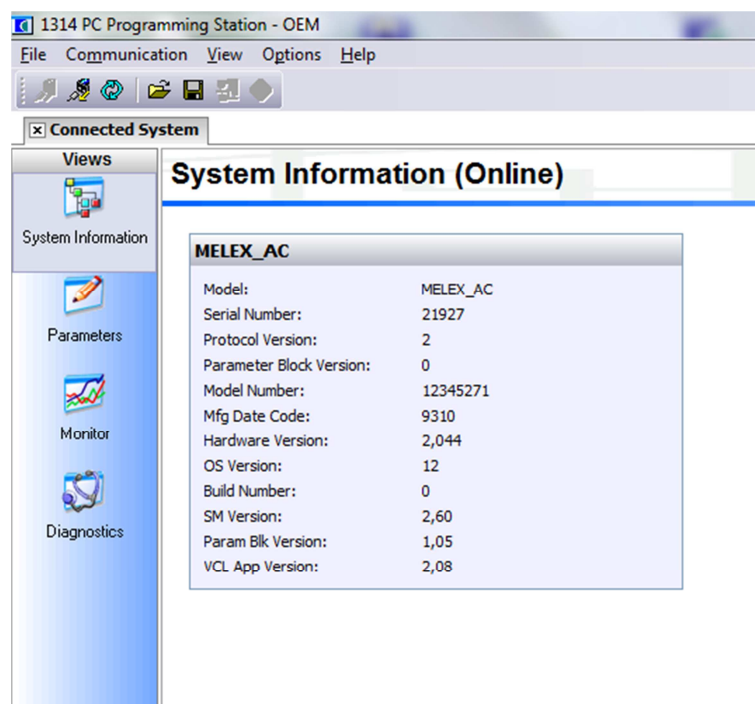 1314 PC Programming Station - OEM
File Communication View Options Help
Connected System
Views
System Information
Parameters
Monitor
Diagnostics
System Information (Online)
MELEX_AC
Model: MELEX_AC
Serial Number: 21927
Protocol Version: 2
Parameter Block Version: 0
Model Number: 12345271
Mfg Date Code: 9310
Hardware Version: 2,044
OS Version: 12
Build Number: 0
SM Version: 2,60
Param Blk Version: 1,05
VCL App Version: 2,08